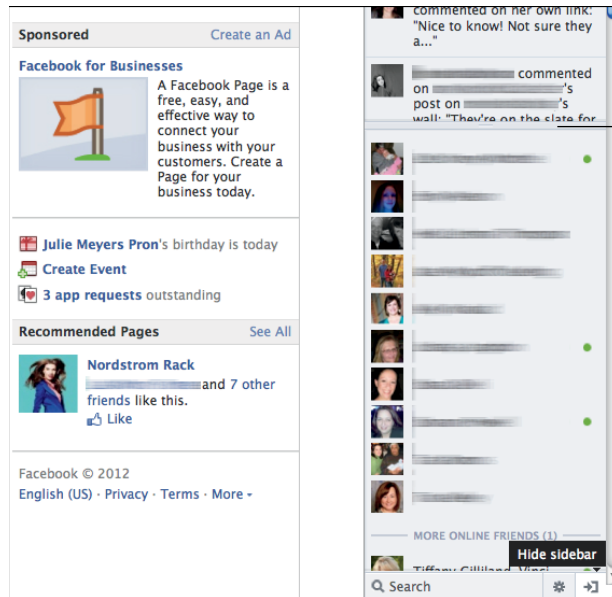 Sponsored
Create an Ad
Facebook for Businesses
A Facebook Page is a
free, easy, and
effective way to
connect your
business with your
customers. Create a
Page for your
business today.
Julie Meyers Pron's birthday is today
Create Event
3 app requests outstanding
Recommended Pages
See All
Nordstrom Rack
and 7 other
friends like this.
Like
Facebook © 2012
English (US) · Privacy · Terms · More
commented on her own link:
"Nice to know! Not sure they
a..."
commented
on 's
post on 's
wall: "They're on the slate for
MORE ONLINE FRIENDS (1)
Hide sidebar
Tiffany Gilliland Vinci
Search